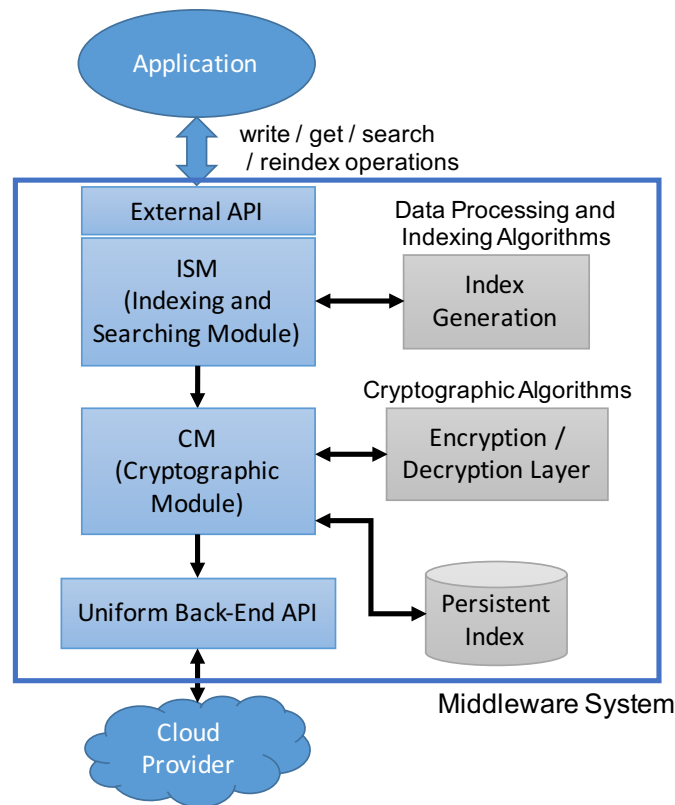 Application
write / get / search
/ reindex operations
External API
Data Processing and
Indexing Algorithms
ISM
(Indexing and
Searching Module)
Index
Generation
Cryptographic Algorithms
CM
(Cryptographic
Module)
Encryption /
Decryption Layer
Uniform Back-End API
Persistent
Index
Middleware System
Cloud
Provider